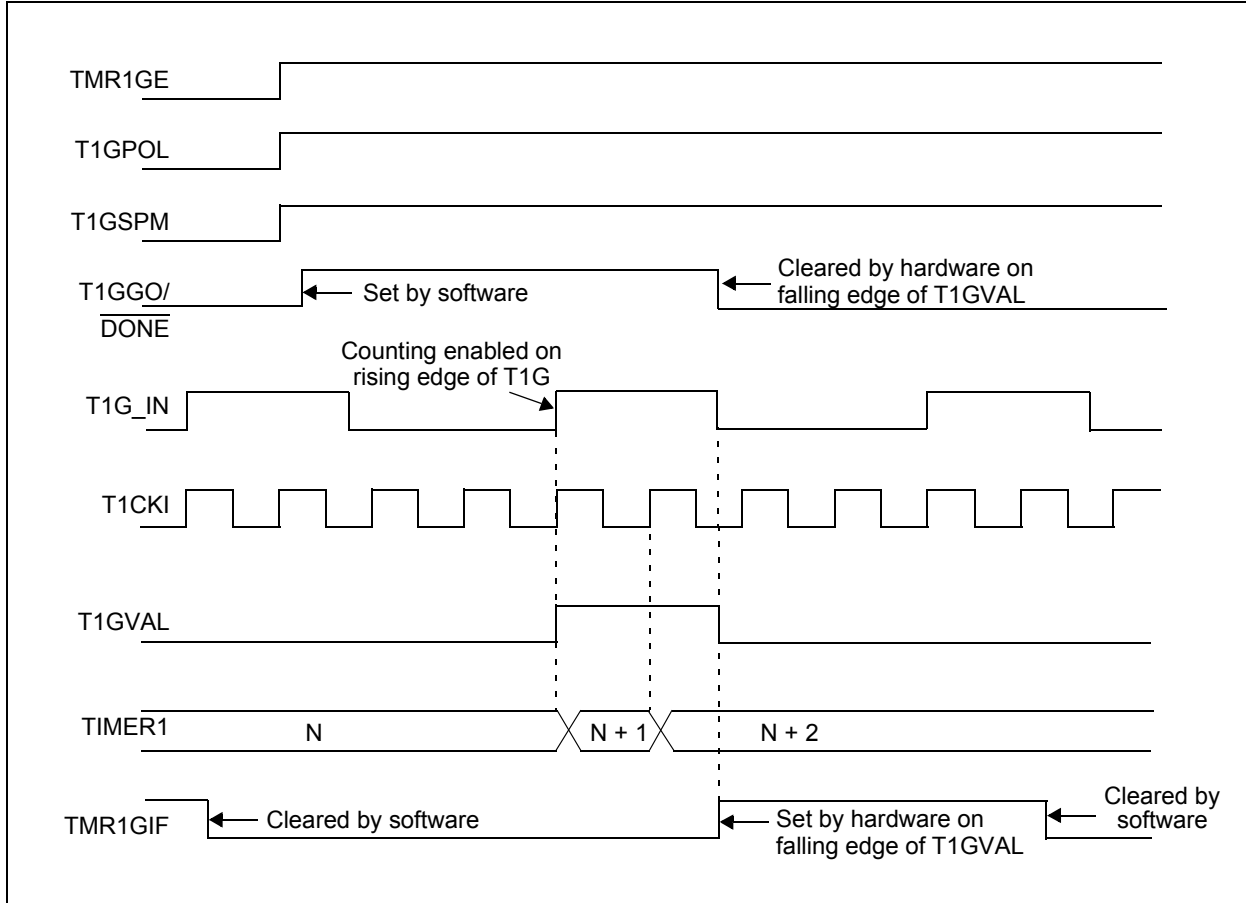 TMR1GE
T1GPOL
T1GSPM
T1GGO/
DONE
Set by software
Cleared by hardware on
falling edge of T1GVAL
Counting enabled on
rising edge of T1G
T1G_IN
T1CKI
T1GVAL
TIMER1
N
N + 1
N + 2
TMR1GIF
Cleared by software
Set by hardware on
falling edge of T1GVAL
Cleared by
software